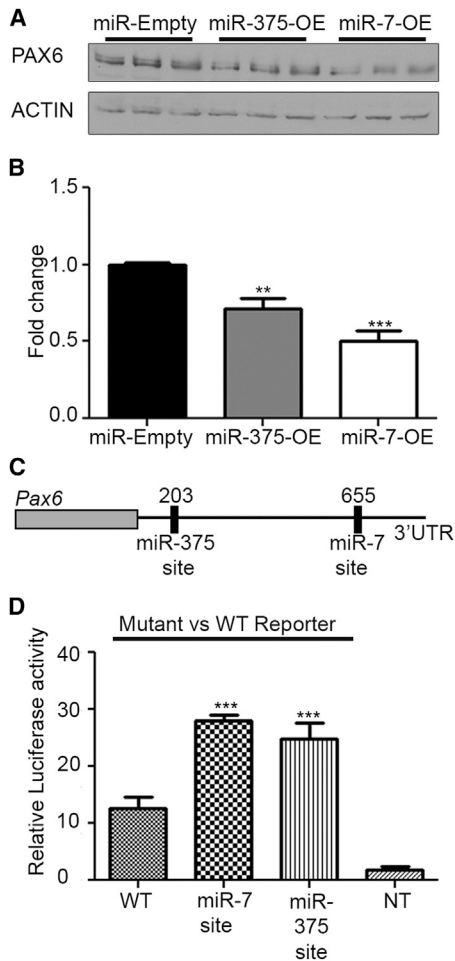 A
miR-Empty miR-375-OE miR-7-OE
PAX6
ACTIN
B
Fold change
1.5
1.0
0.5
0.0
miR-Empty miR-375-OE miR-7-OE
**
***
C
Pax6
203
655
miR-375
site
miR-7
site
3'UTR
D
Mutant vs WT Reporter
Relative Luciferase activity
40
30
20
10
0
***
***
WT
miR-7
site
miR-
375
site
NT